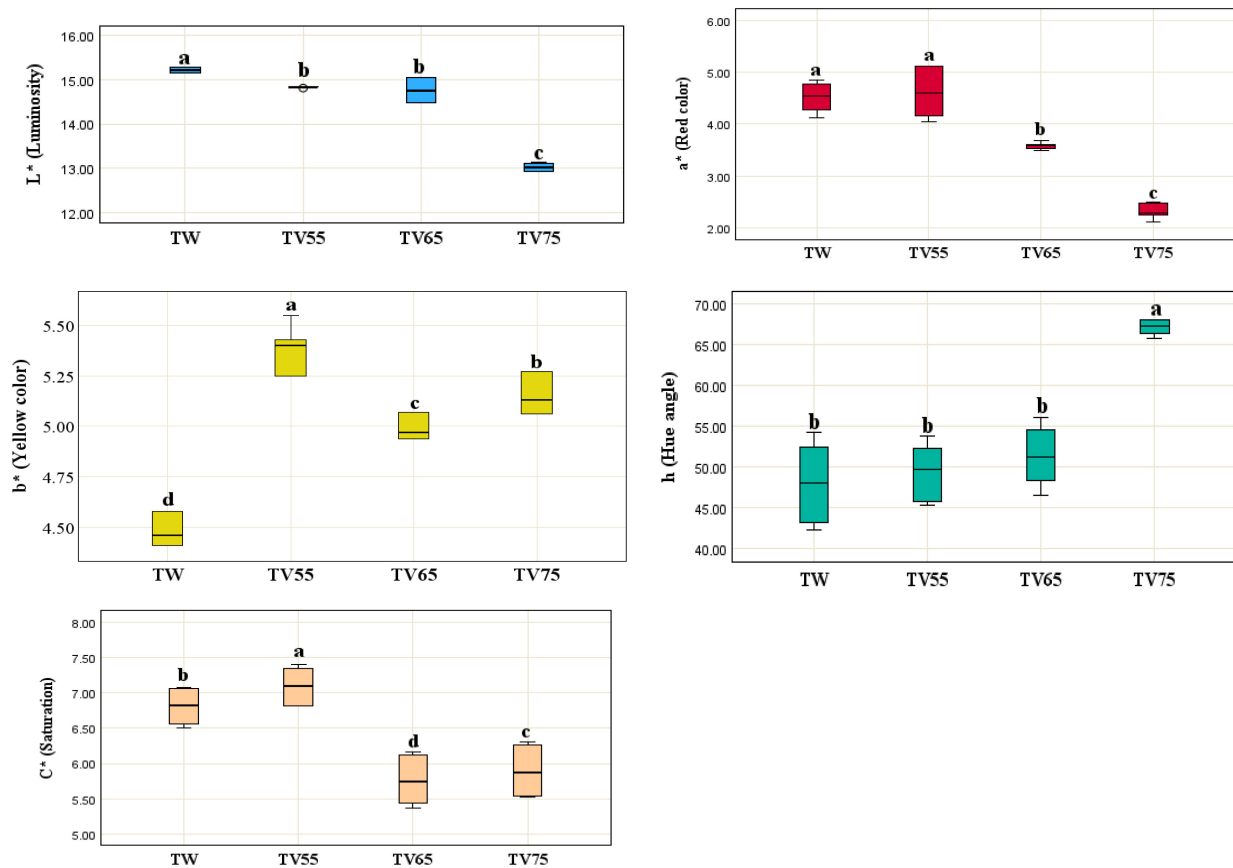 L* (Luminosity)
16.00
15.00
14.00
13.00
12.00
a
b
b
c
TW
TV55
TV65
TV75
a* (Red color)
6.00
5.00
4.00
3.00
2.00
a
a
b
c
TW
TV55
TV65
TV75
b* (Yellow color)
5.50
5.25
5.00
4.75
4.50
d
a
c
b
TW
TV55
TV65
TV75
h (Hue angle)
70.00
65.00
60.00
55.00
50.00
45.00
40.00
b
b
b
a
TW
TV55
TV65
TV75
C* (Saturation)
8.00
7.50
7.00
6.50
6.00
5.50
5.00
b
a
d
c
TW
TV55
TV65
TV75